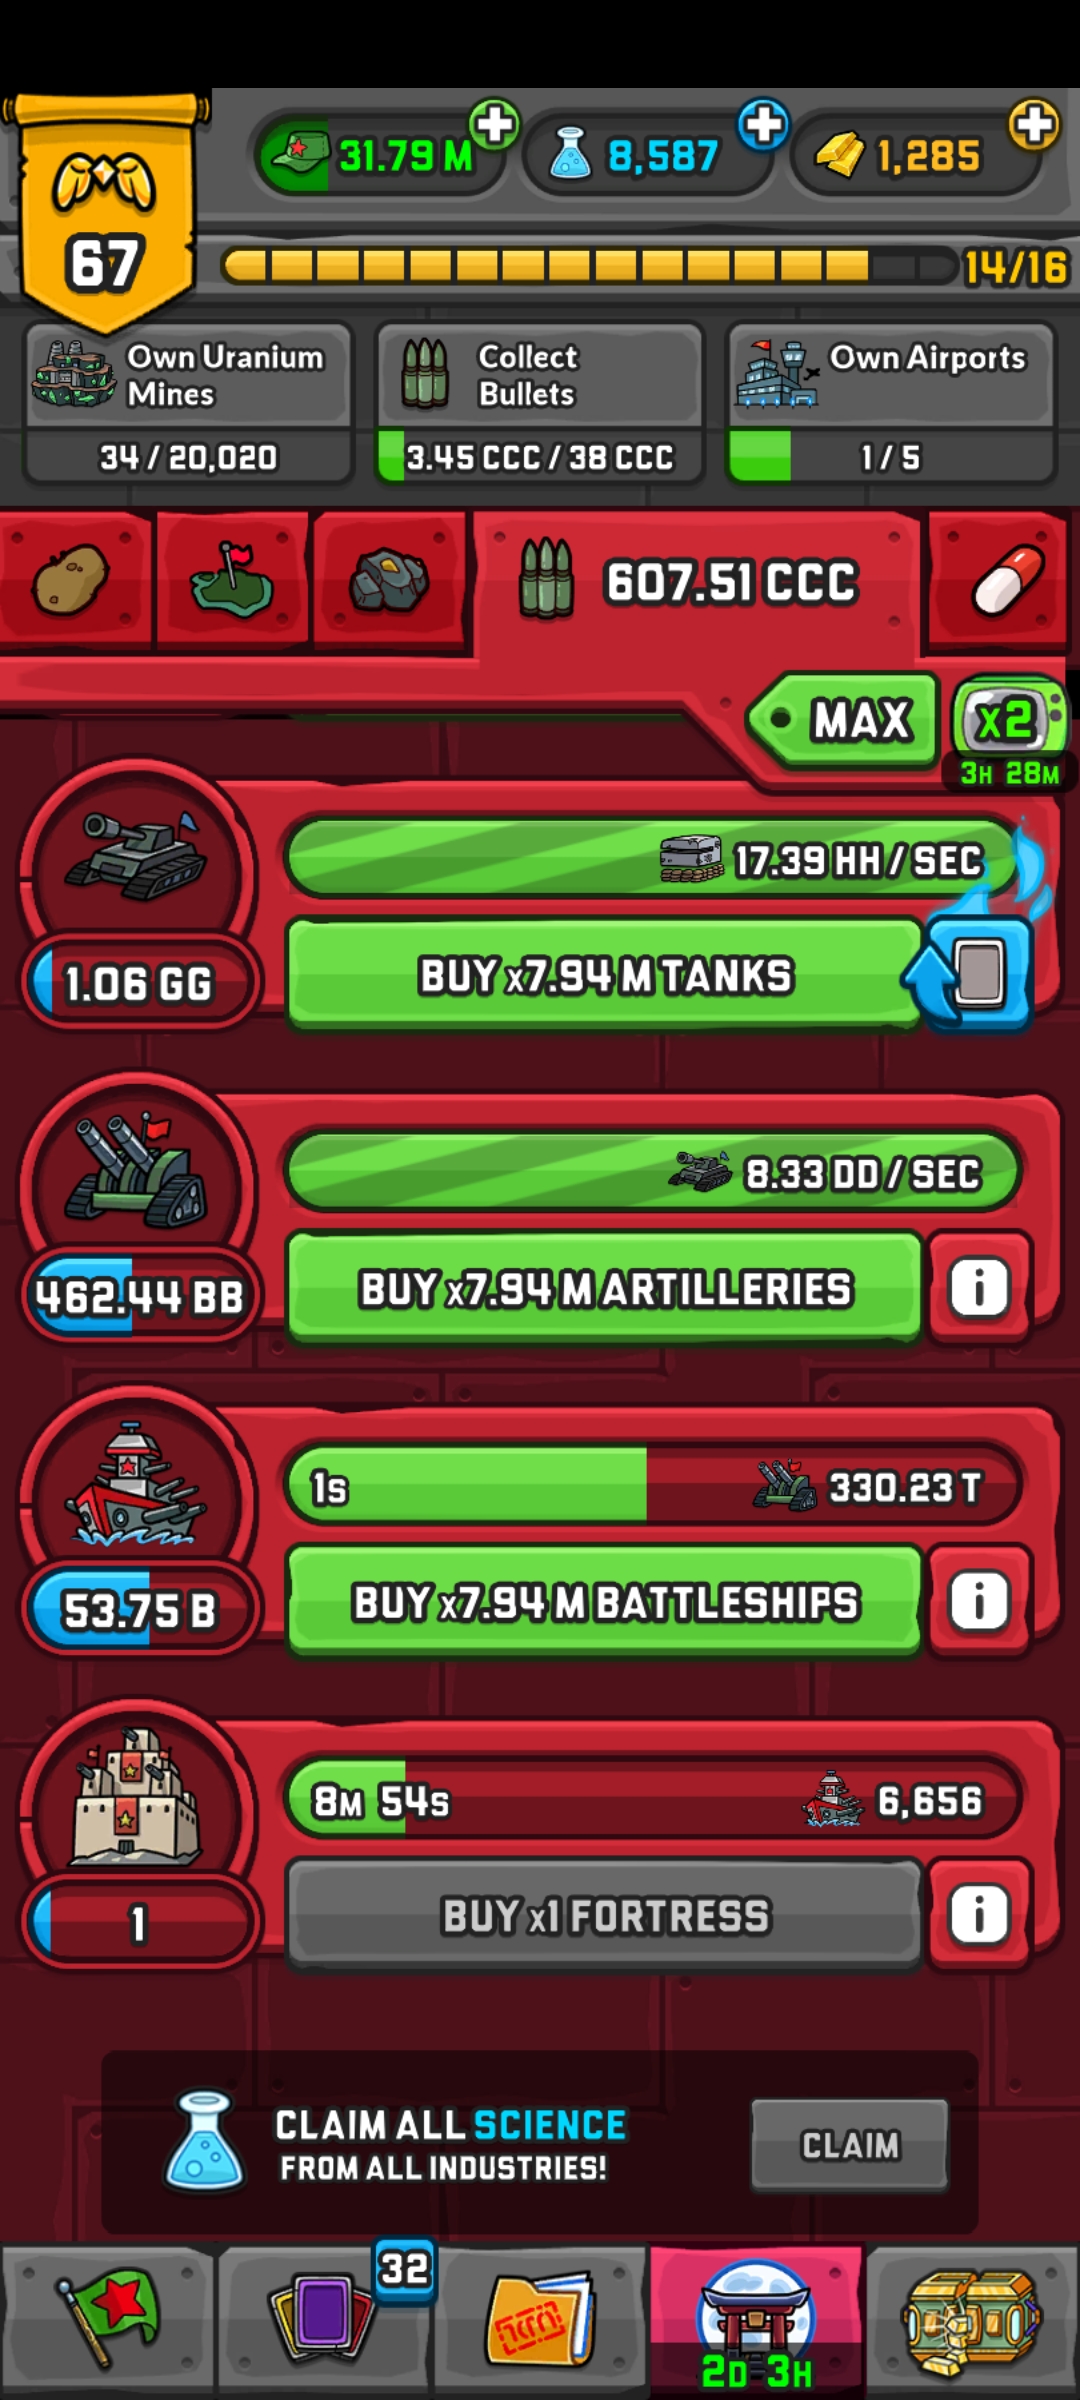 31.79 M
8,587
1,285
67
14/16
Own Uranium
Mines
34 / 20,020
Collect
Bullets
3.45 CCC / 38 CCC
Own Airports
1 / 5
607.51 CCC
MAX
x2
3H 28M
17.39 HH / SEC
1.06 GG
BUY x7.94 M TANKS
8.33 DD / SEC
462.44 BB
BUY x7.94 M ARTILLERIES
i
1s
330.23 T
53.75 B
BUY x7.94 M BATTLESHIPS
i
8M 54s
6,656
1
BUY x1 FORTRESS
i
CLAIM ALL SCIENCE
FROM ALL INDUSTRIES!
CLAIM
32
2D 3H